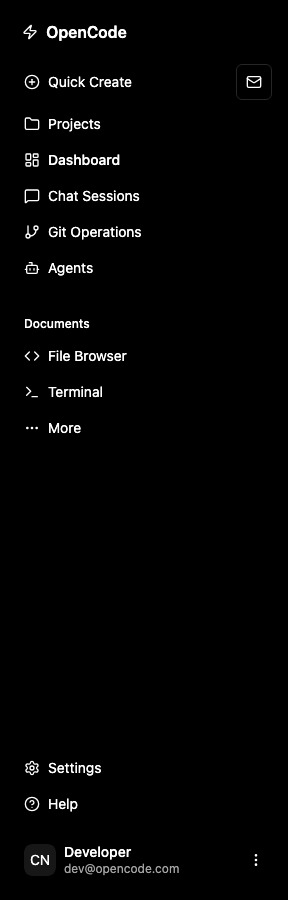 OpenCode
Quick Create
Projects
Dashboard
Chat Sessions
Git Operations
Agents
Documents
File Browser
Terminal
More
Settings
Help
CN
Developer
dev@opencode.com